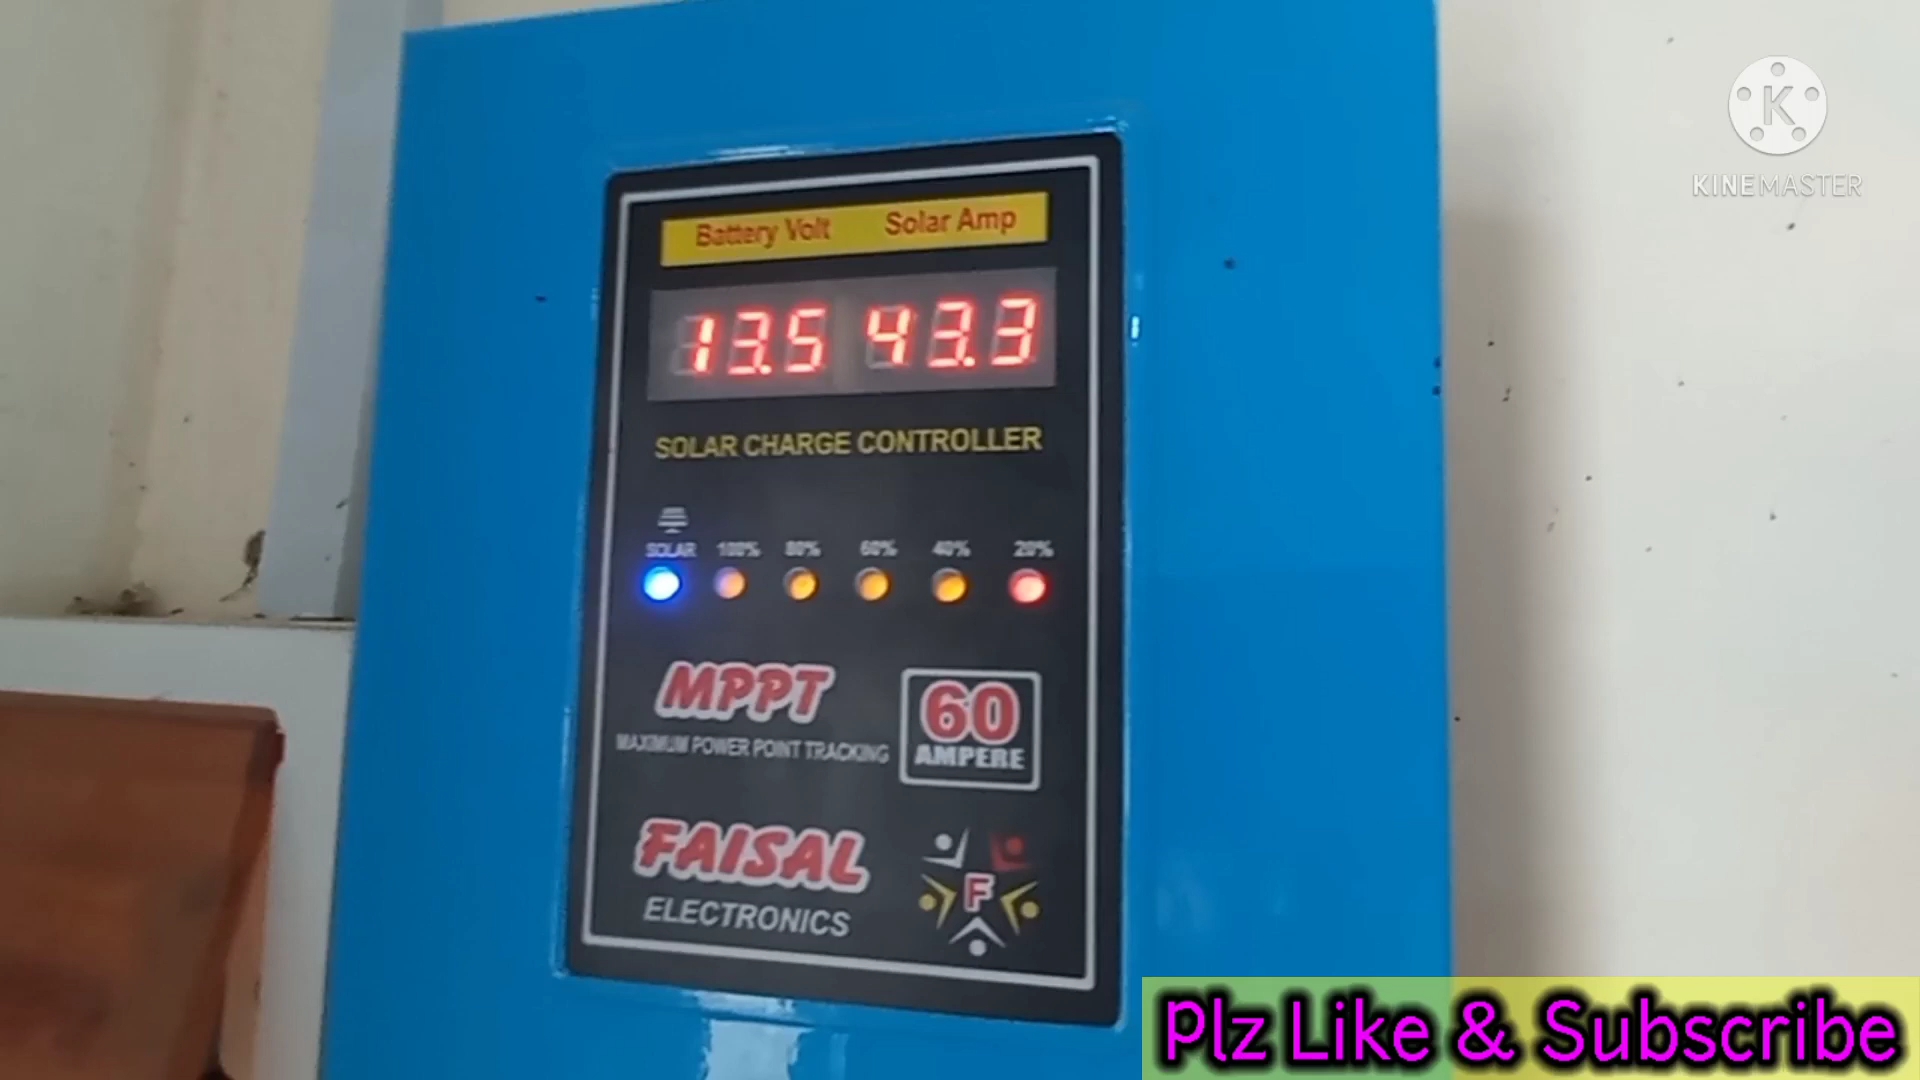 K
KINEMASTER
Battery Volt Solar Amp
13.5 43.3
SOLAR CHARGE CONTROLLER
SOLAR 100% 80% 60% 40% 20%
MPPT
MAXIMUM POWER POINT TRACKING
60
AMPERE
FAISAL
ELECTRONICS
F
Plz Like & Subscribe